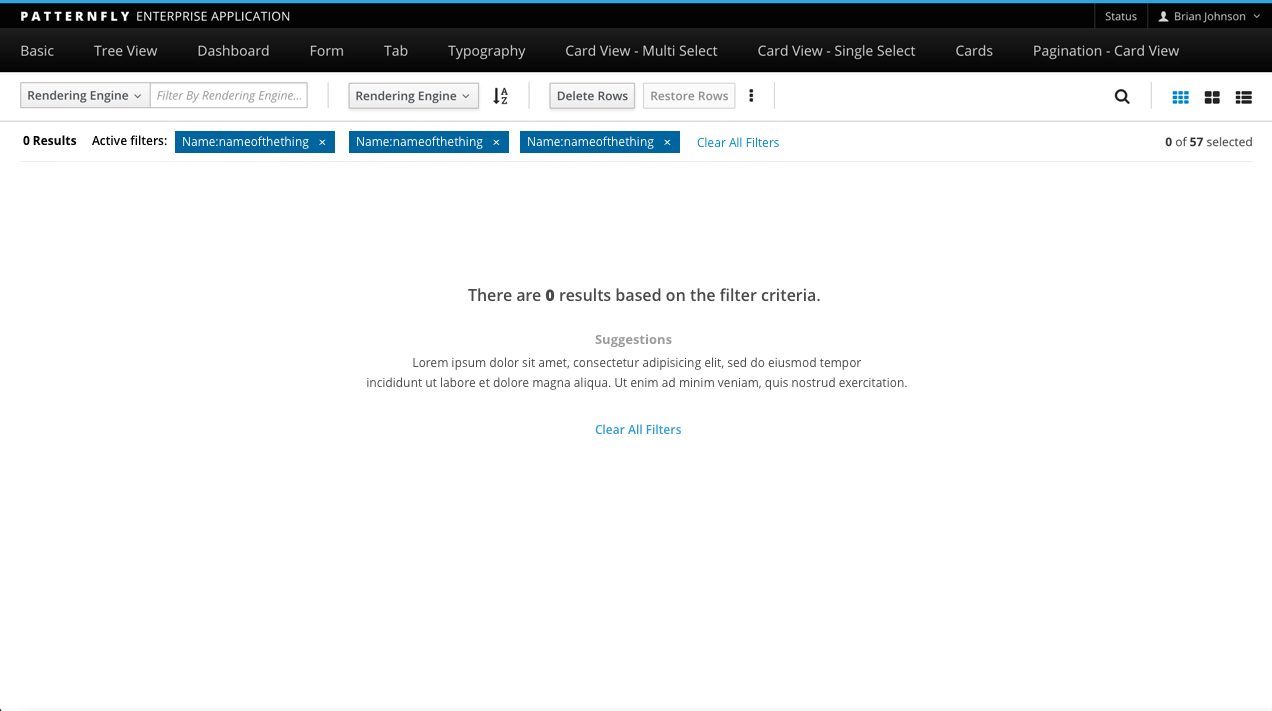 PATTERNFLY ENTERPRISE APPLICATION Status Brian Johnson
Basic Tree View Dashboard Form Tab Typography Card View - Multi Select Card View - Single Select Cards Pagination - Card View
Rendering Engine Filter By Rendering Engine... Rendering Engine A Z Delete Rows Restore Rows
0 Results Active filters: Name:nameofthething × Name:nameofthething × Name:nameofthething × Clear All Filters 0 of 57 selected
There are 0 results based on the filter criteria.
Suggestions
Lorem ipsum dolor sit amet, consectetur adipisicing elit, sed do eiusmod tempor
incididunt ut labore et dolore magna aliqua. Ut enim ad minim veniam, quis nostrud exercitation.
Clear All Filters